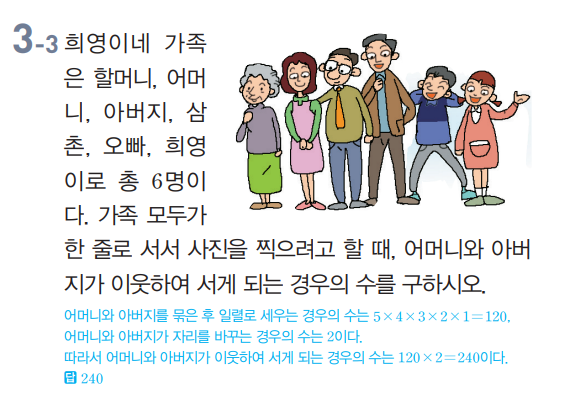 3-3 희영이네 가족
은 할머니, 어머
니, 아버지, 삼
촌, 오빠, 희영
이로 총 6명이
다. 가족 모두가
한 줄로 서서 사진을 찍으려고 할 때, 어머니와 아버
지가 이웃하여 서게 되는 경우의 수를 구하시오.
어머니와 아버지를 묶은 후 일렬로 세우는 경우의 수는 5×4×3×2×1=120,
어머니와 아버지가 자리를 바꾸는 경우의 수는 2이다.
따라서 어머니와 아버지가 이웃하여 서게 되는 경우의 수는 120×2=240이다.
답 240